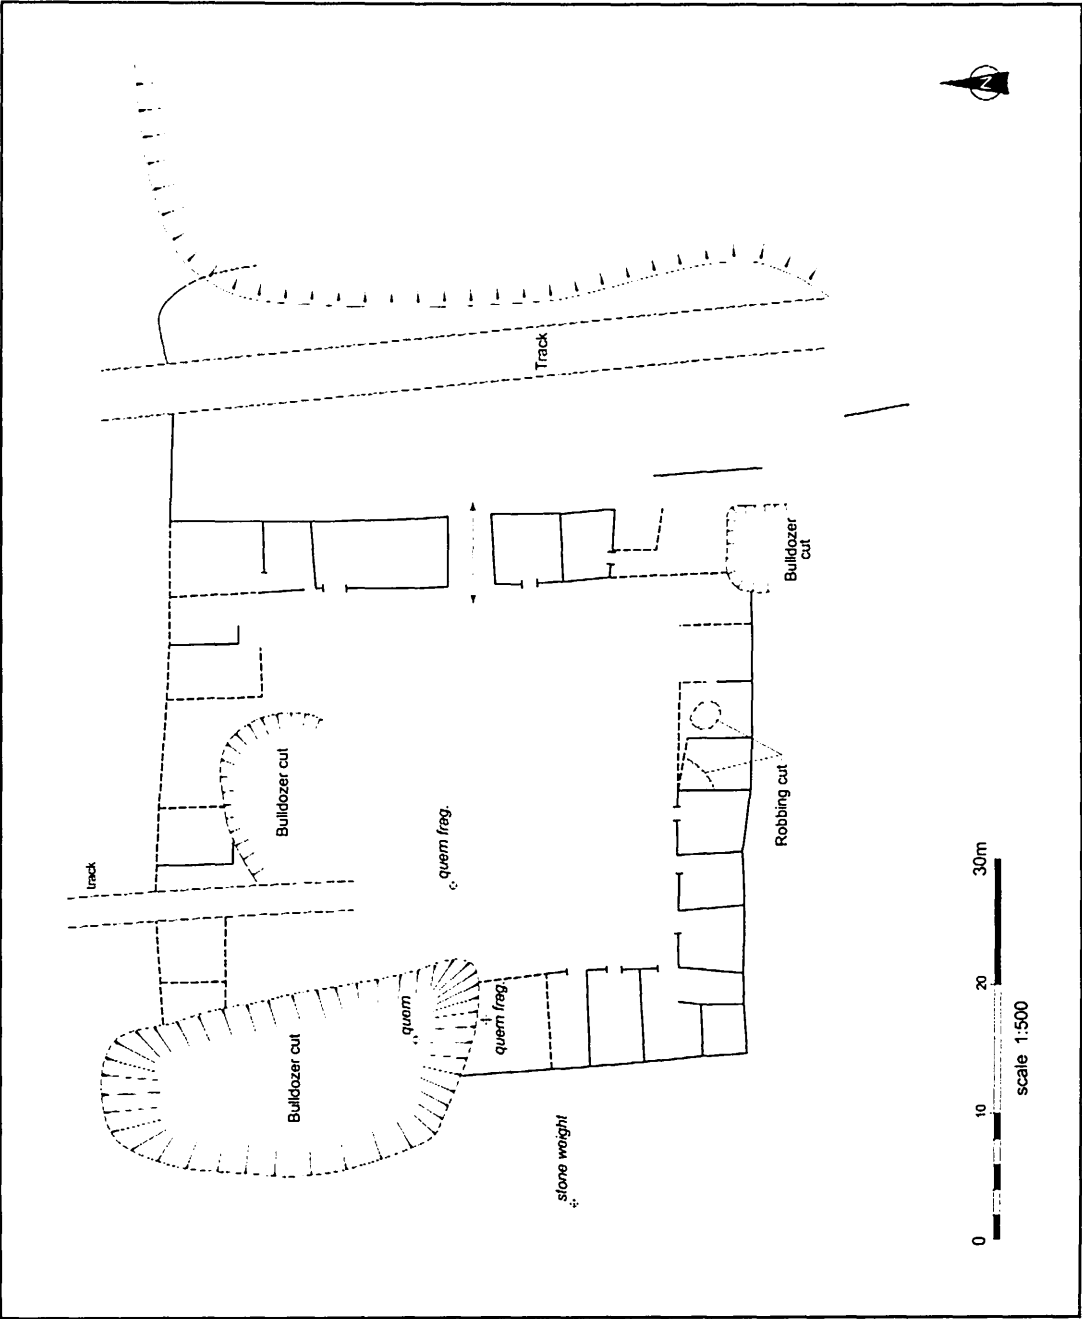 N
Track
Bulldozer
cut
Bulldozer cut
quern frag.
track
Robbing cut
quern
quern frag.
Bulldozer cut
stone weight
0
10
20
30m
scale 1:500